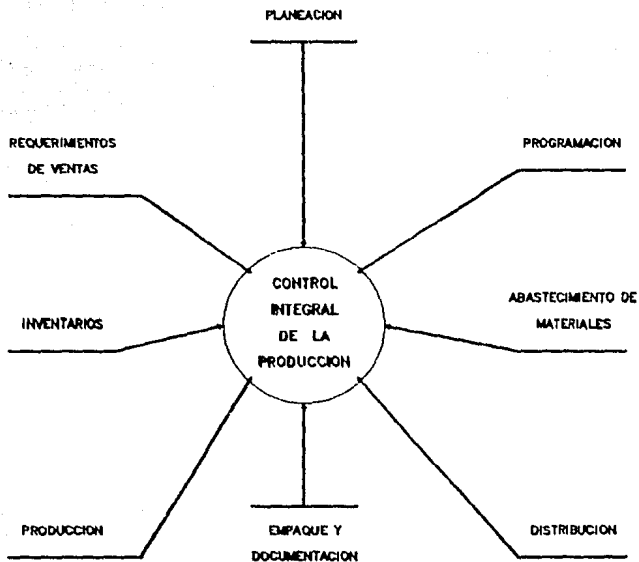 PLANEACION
REQUERIMIENTOS
DE VENTAS
PROGRAMACION
CONTROL
INTEGRAL
DE LA
PRODUCCION
INVENTARIOS
ABASTECIMIENTO DE
MATERIALES
PRODUCCION
EMPAQUE Y
DOCUMENTACION
DISTRIBUCION